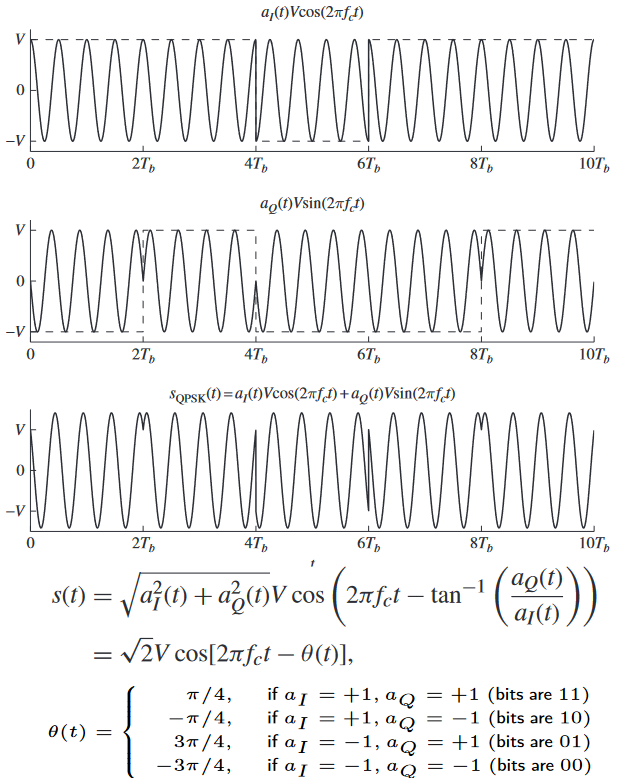 a_I(t)Vcos(2πf_ct)
V
0
−V
0 2T_b 4T_b 6T_b 8T_b 10T_b
a_Q(t)Vsin(2πf_ct)
V
0
−V
0 2T_b 4T_b 6T_b 8T_b 10T_b
s_QPSK(t)=a_I(t)Vcos(2πf_ct)+a_Q(t)Vsin(2πf_ct)
V
0
−V
0 2T_b 4T_b 6T_b 8T_b 10T_b
s(t) = √(a_I^2(t) + a_Q^2(t))V cos(2πf_ct − tan^−1(a_Q(t)/a_I(t)))
= √2V cos[2πf_ct − θ(t)],
θ(t) = {
π/4, if a_I = +1, a_Q = +1 (bits are 11)
−π/4, if a_I = +1, a_Q = −1 (bits are 10)
3π/4, if a_I = −1, a_Q = +1 (bits are 01)
−3π/4, if a_I = −1, a_Q = −1 (bits are 00)